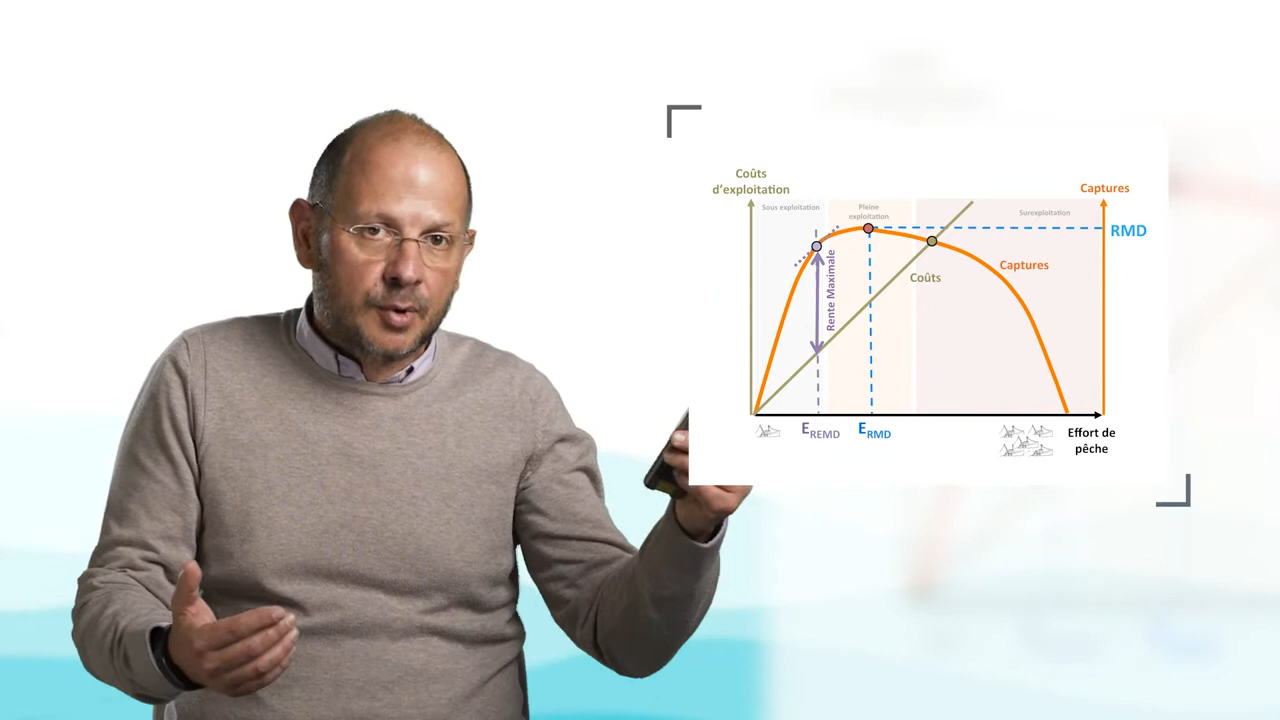 Coûts
d'exploitation
Captures
Sous exploitation
Pleine
exploitation
Surexploitation
RMD
Rente Maximale
Coûts
Captures
EREMD
ERMD
Effort de
pêche